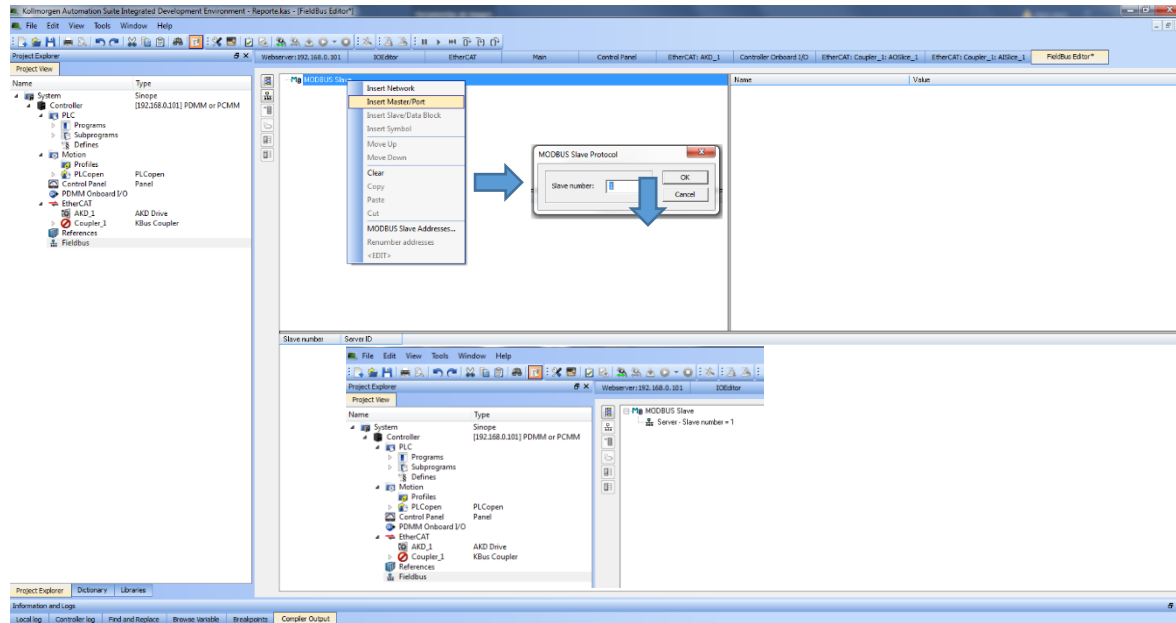 Kollmorgen Automation Suite Integrated Development Environment - Reporte.kas - [FieldBus Editor*]
File Edit View Tools Window Help
Project Explorer
Webserver:192.168.0.101 IOEditor EtherCAT Main Control Panel EtherCAT: AKD_1 Controller Onboard I/O EtherCAT: Coupler_1: AOSlice_1 EtherCAT: Coupler_1: AISlice_1 FieldBus Editor*
Project View
Name Type
System Sinope
Controller [192.168.0.101] PDMM or PCMM
PLC
Programs
Subprograms
Defines
Motion
Profiles
PLCopen PLCopen
Control Panel Panel
PDMM Onboard I/O
EtherCAT
AKD_1 AKD Drive
Coupler_1 KBus Coupler
References
Fieldbus
MODBUS Slave
Insert Network
Insert Master/Port
Insert Slave/Data Block
Insert Symbol
Move Up
Move Down
Clear
Copy
Paste
Cut
MODBUS Slave Addresses...
Renumber addresses
<EDIT>
MODBUS Slave Protocol
Slave number: 1
OK
Cancel
Name Value
Slave number Server ID
File Edit View Tools Window Help
Project Explorer
Webserver:192.168.0.101 IOEditor
Project View
Name Type
System Sinope
Controller [192.168.0.101] PDMM or PCMM
PLC
Programs
Subprograms
Defines
Motion
Profiles
PLCopen PLCopen
Control Panel Panel
PDMM Onboard I/O
EtherCAT
AKD_1 AKD Drive
Coupler_1 KBus Coupler
References
Fieldbus
MODBUS Slave
Server - Slave number = 1
Project Explorer Dictionary Libraries
Information and Logs
Local log Controller log Find and Replace Browse Variable Breakpoints Compiler Output